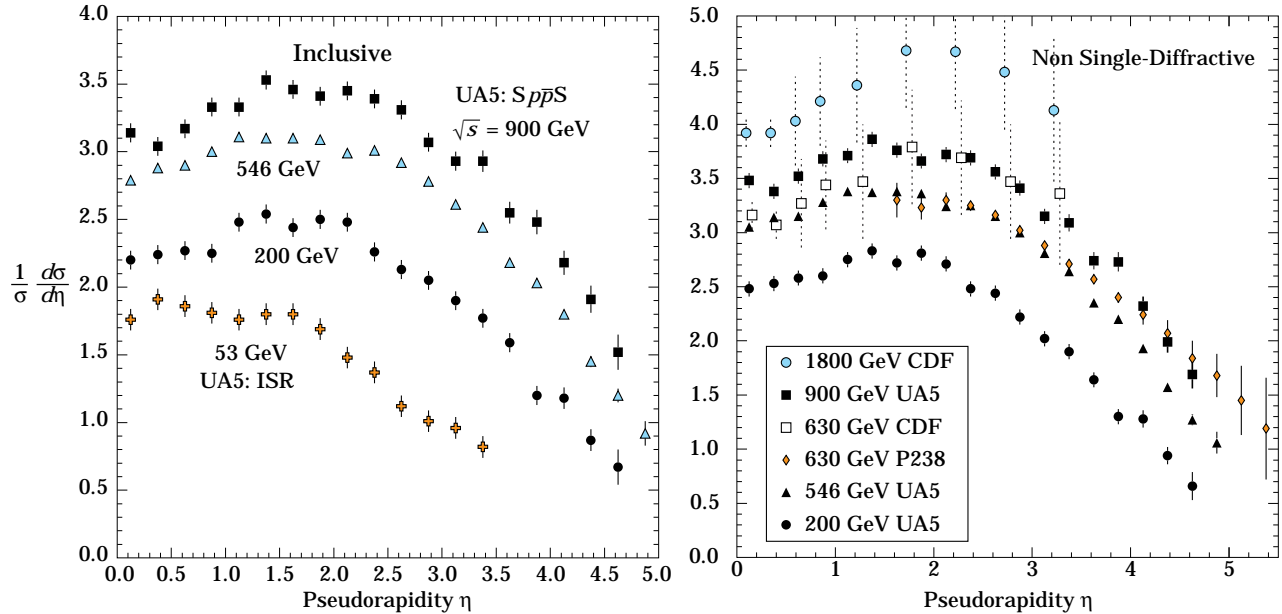 4.0
3.5
3.0
2.5
2.0
1.5
1.0
0.5
0.0
1/σ dσ/dη
Inclusive
UA5: Spp̅S
√s = 900 GeV
546 GeV
200 GeV
53 GeV
UA5: ISR
0.0 0.5 1.0 1.5 2.0 2.5 3.0 3.5 4.0 4.5 5.0
Pseudorapidity η
5.0
4.5
4.0
3.5
3.0
2.5
2.0
1.5
1.0
0.5
0.0
Non Single-Diffractive
1800 GeV CDF
900 GeV UA5
630 GeV CDF
630 GeV P238
546 GeV UA5
200 GeV UA5
0 1 2 3 4 5
Pseudorapidity η